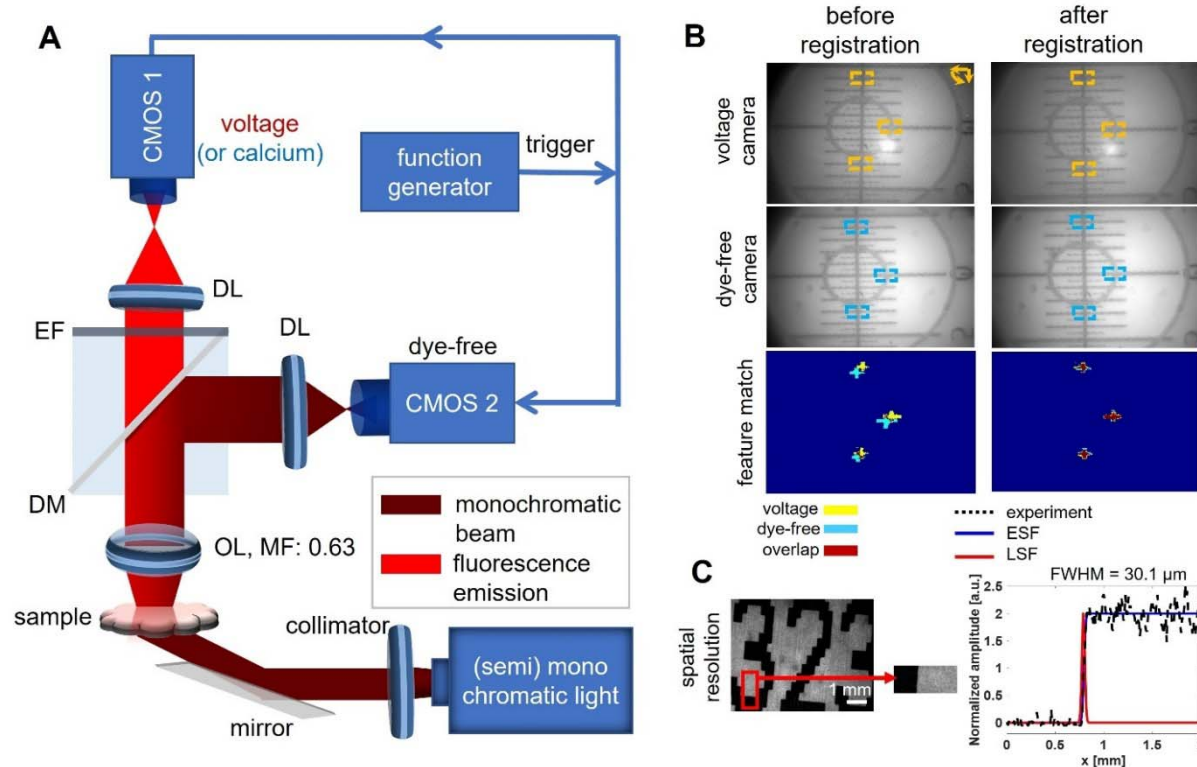 A
CMOS 1
voltage
(or calcium)
function
generator
trigger
DL
EF
DL
dye-free
CMOS 2
DM
OL, MF: 0.63
monochromatic
beam
fluorescence
emission
sample
collimator
(semi) mono
chromatic light
mirror
B
before
registration
after
registration
voltage
camera
dye-free
camera
feature match
voltage
dye-free
overlap
experiment
ESF
LSF
C
spatial
resolution
1 mm
FWHM = 30.1 μm
Normalized amplitude [a.u.]
2.5
2
1.5
1
0.5
0
0 0.5 1 1.5
x [mm]